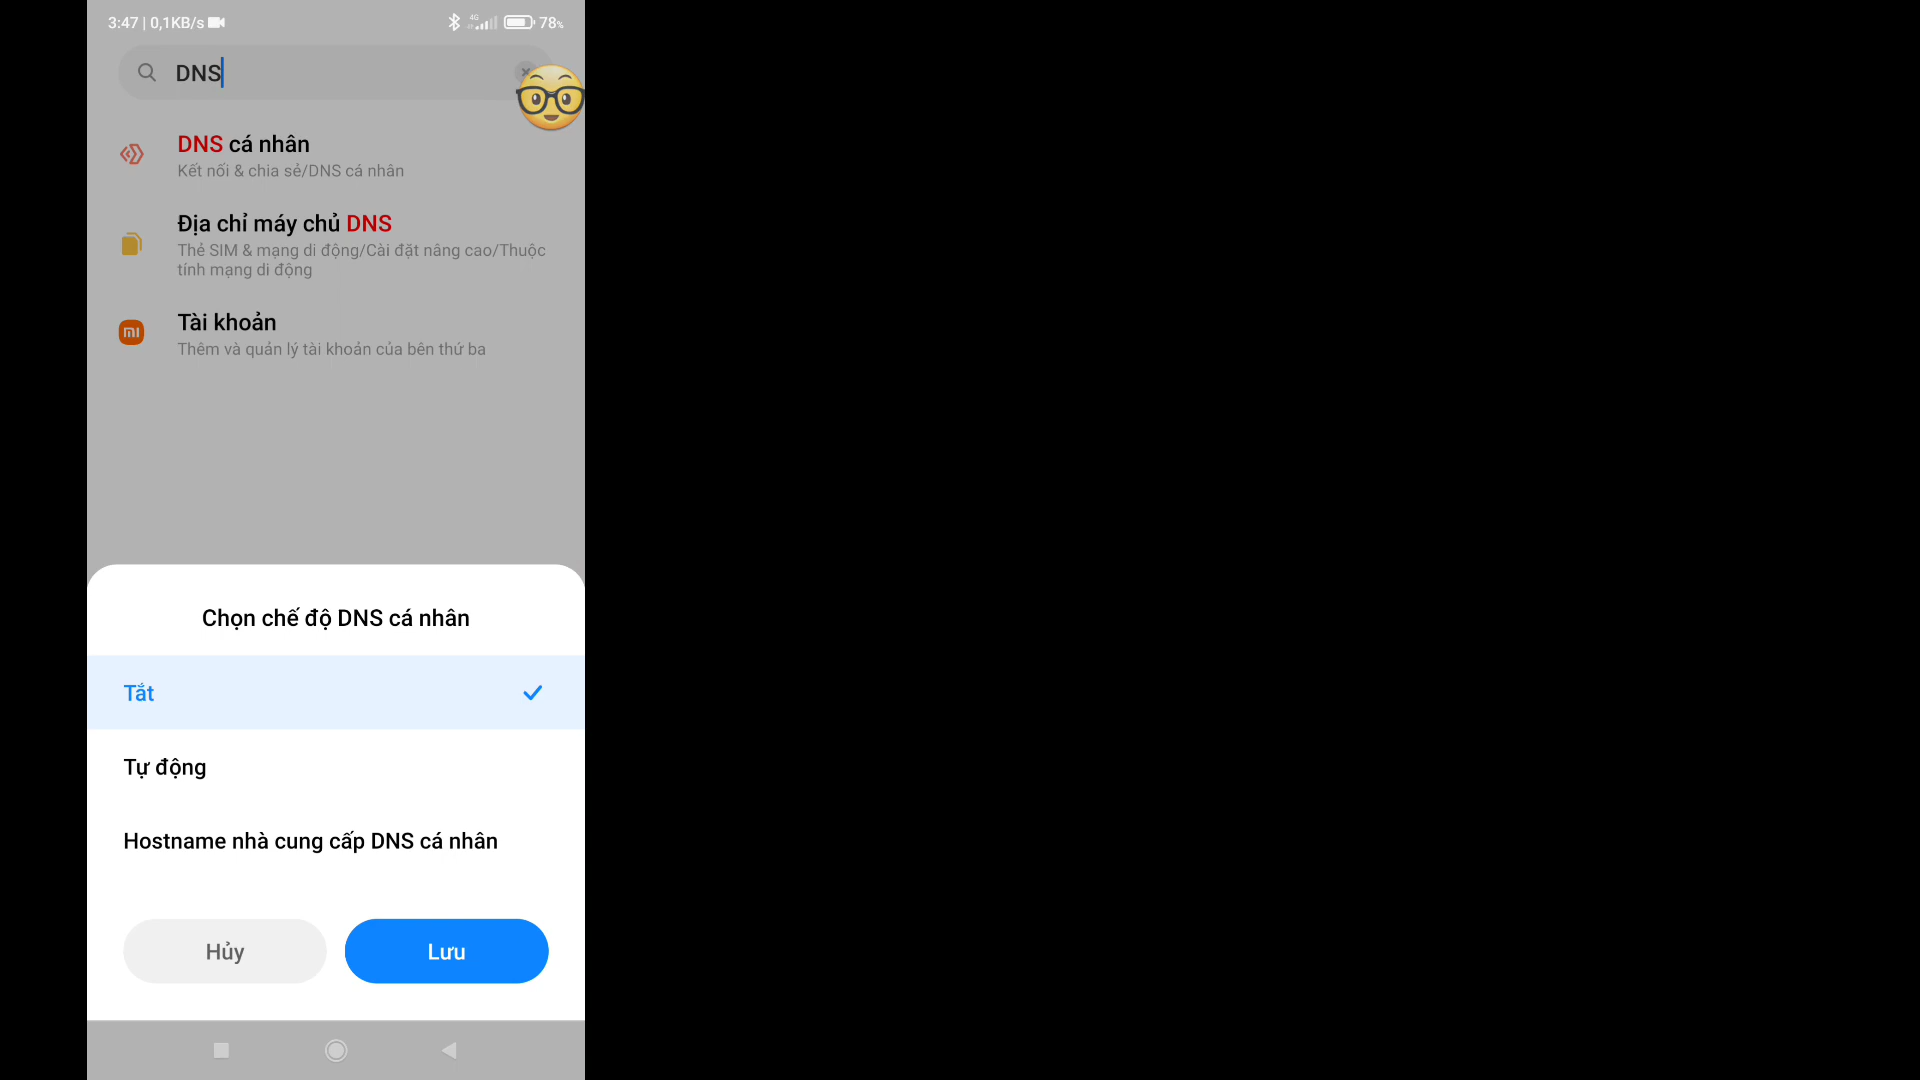 3:47 | 0,1KB/s
4G
78%
DNS
DNS cá nhân
Kết nối & chia sẻ/DNS cá nhân
Địa chỉ máy chủ DNS
Thẻ SIM & mạng di động/Cài đặt nâng cao/Thuộc
tính mạng di động
mi
Tài khoản
Thêm và quản lý tài khoản của bên thứ ba
Chọn chế độ DNS cá nhân
Tắt
Tự động
Hostname nhà cung cấp DNS cá nhân
Hủy
Lưu